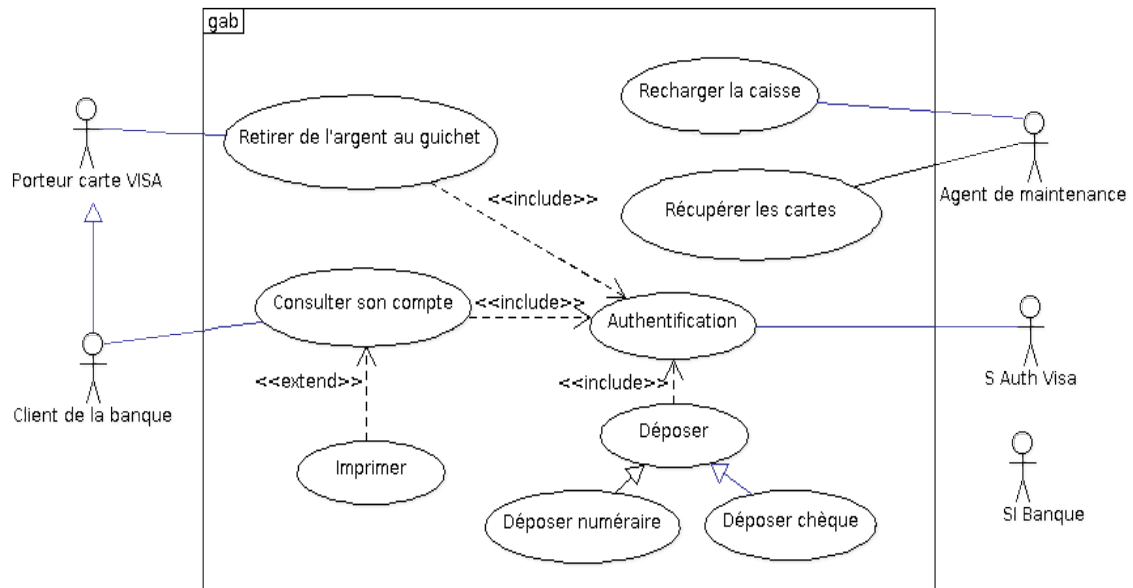 gab
Recharger la caisse
Retirer de l'argent au guichet
Porteur carte VISA
Agent de maintenance
<<include>>
Récupérer les cartes
Consulter son compte
<<include>>
Authentification
<<extend>>
<<include>>
S Auth Visa
Client de la banque
Déposer
Imprimer
Déposer numéraire
Déposer chèque
SI Banque